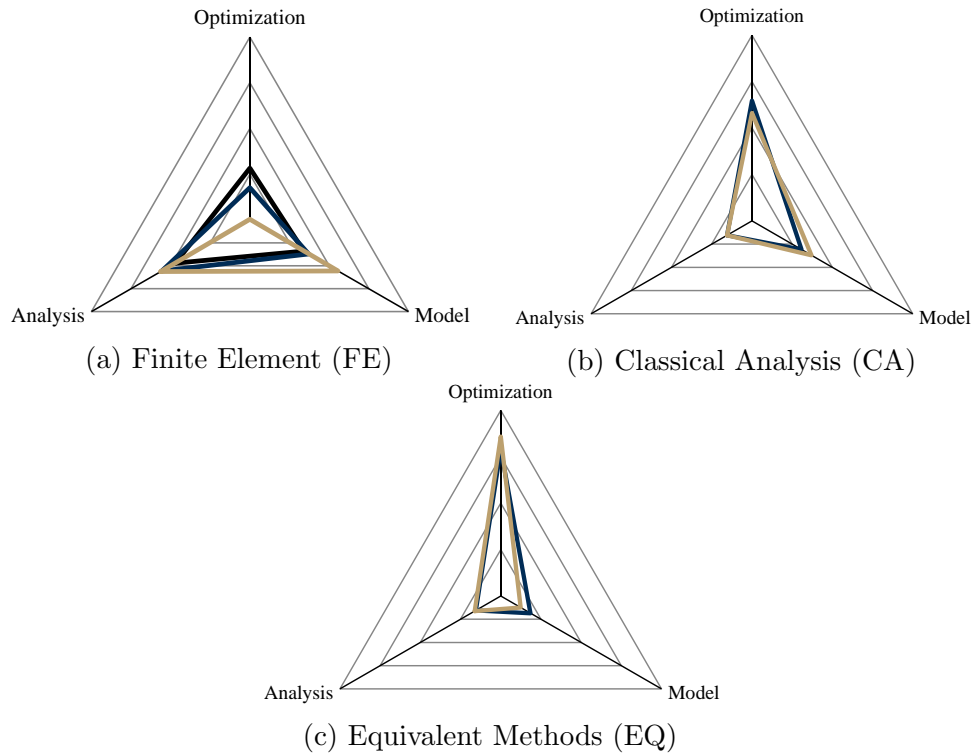 Optimization
Analysis
Model
(a) Finite Element (FE)
Optimization
Analysis
Model
(b) Classical Analysis (CA)
Optimization
Analysis
Model
(c) Equivalent Methods (EQ)